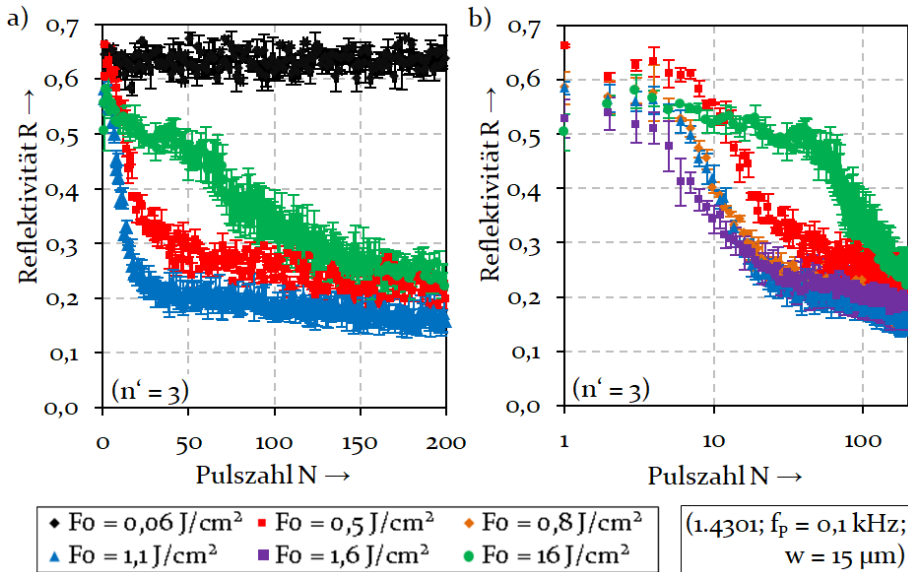 a)
Reflektivität R →
0,7
0,6
0,5
0,4
0,3
0,2
0,1
0,0
(n‘ = 3)
0 50 100 150 200
Pulszahl N →
b)
Reflektivität R →
0,7
0,6
0,5
0,4
0,3
0,2
0,1
0,0
(n‘ = 3)
1 10 100
Pulszahl N →
F0 = 0,06 J/cm² F0 = 0,5 J/cm² F0 = 0,8 J/cm²
F0 = 1,1 J/cm² F0 = 1,6 J/cm² F0 = 16 J/cm²
(1.4301; fₚ = 0,1 kHz;
w = 15 µm)